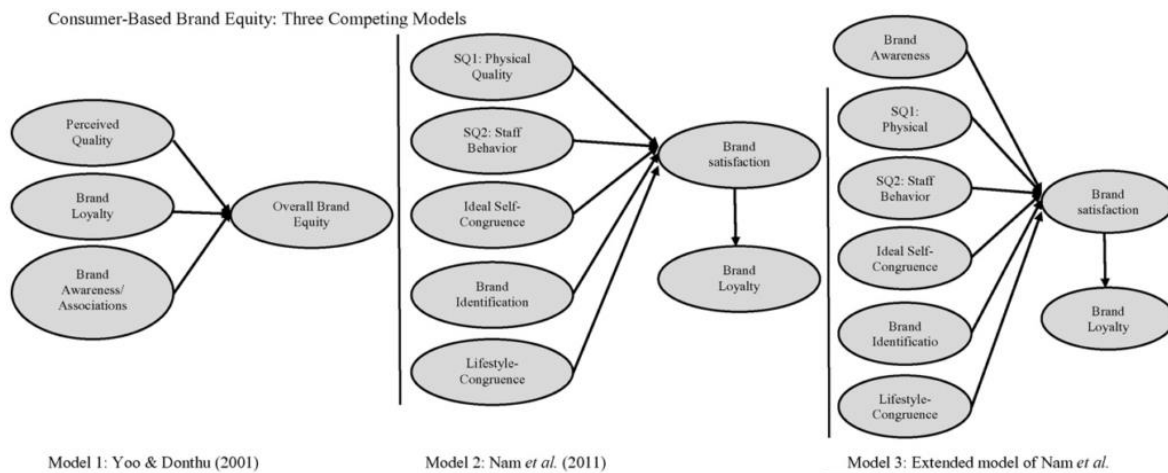 Consumer-Based Brand Equity: Three Competing Models
Perceived
Quality
Brand
Loyalty
Brand
Awareness/
Associations
Overall Brand
Equity
Model 1: Yoo & Donthu (2001)
SQ1: Physical
Quality
SQ2: Staff
Behavior
Ideal Self-
Congruence
Brand
Identification
Lifestyle-
Congruence
Brand
satisfaction
Brand
Loyalty
Model 2: Nam et al. (2011)
Brand
Awareness
SQ1:
Physical
SQ2: Staff
Behavior
Ideal Self-
Congruence
Brand
Identificatio
Lifestyle-
Congruence
Brand
satisfaction
Brand
Loyalty
Model 3: Extended model of Nam et al.